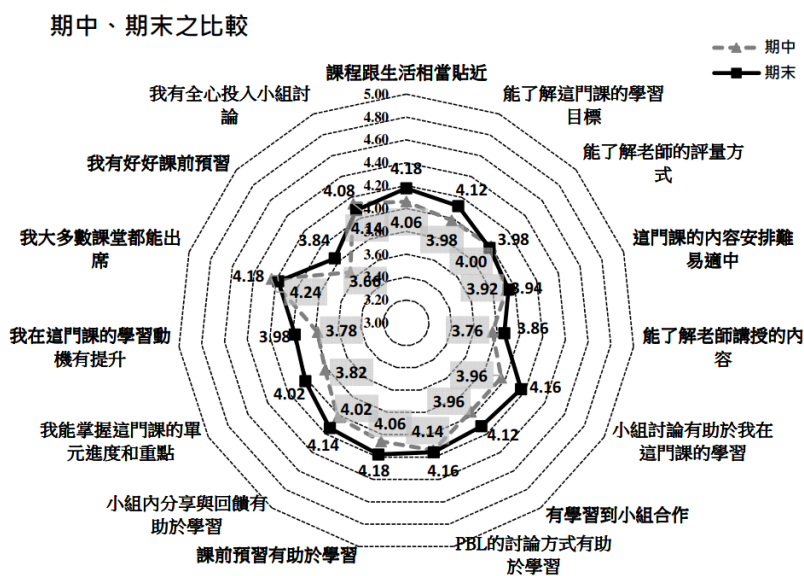 期中、期末之比較
期中
期末
課程跟生活相當貼近
能了解這門課的學習
目標
能了解老師的評量方
式
這門課的內容安排難
易適中
能了解老師講授的內
容
小組討論有助於我在
這門課的學習
有學習到小組合作
PBL的討論方式有助
於學習
課前預習有助於學習
小組內分享與回饋有
助於學習
我能掌握這門課的單
元進度和重點
我在這門課的學習動
機有提升
我大多數課堂都能出
席
我有好好課前預習
我有全心投入小組討
論
5.00
4.80
4.60
4.40
4.20
4.00
3.80
3.60
3.40
3.20
3.00
4.18
4.12
3.98
3.94
3.86
4.16
4.12
4.16
4.18
4.14
4.02
3.98
4.18
3.84
4.08
4.06
3.98
4.00
3.92
3.76
3.96
3.96
4.14
4.06
4.02
3.82
3.78
4.24
3.66
4.14